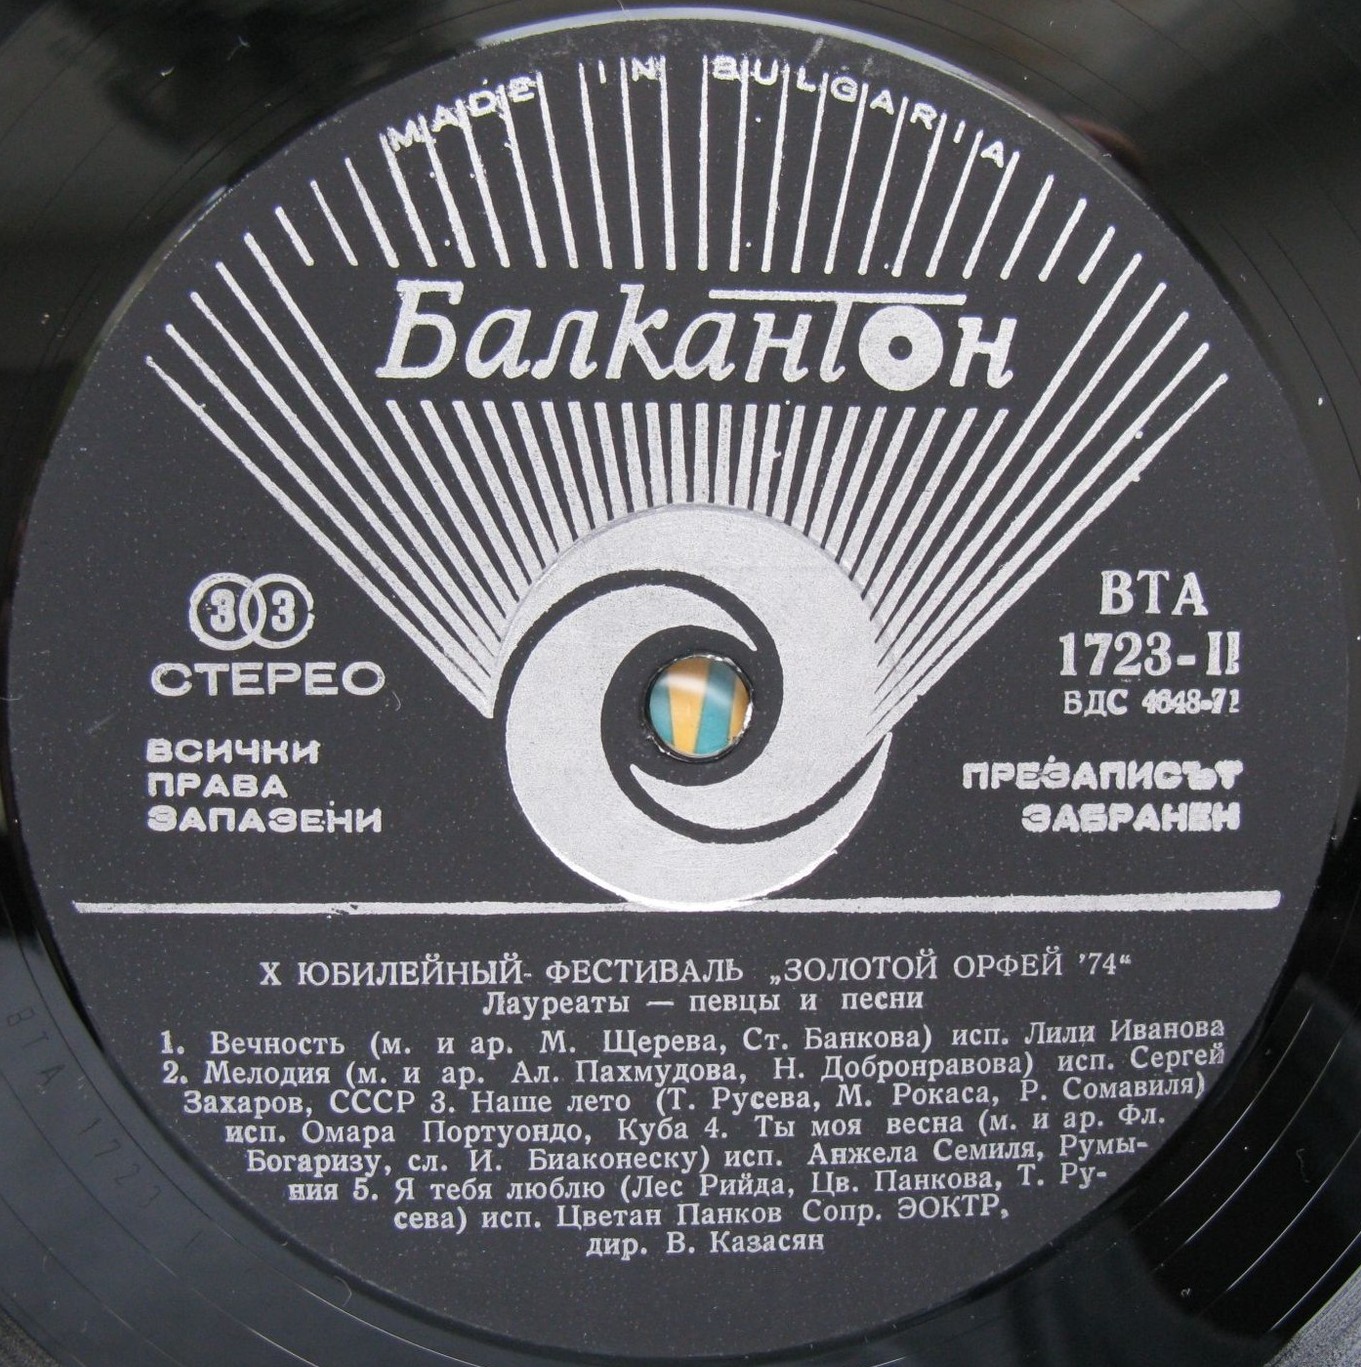 MADE IN BULGARIA
Балкантон
33
СТЕРЕО
ВСИЧКИ
ПРАВА
ЗАПАЗЕНИ
ВТА
1723-II
БДС 4648-71
ПРЕЗАПИСЪТ
ЗАБРАНЕН
X ЮБИЛЕЙНЫЙ- ФЕСТИВАЛЬ „ЗОЛОТОЙ ОРФЕЙ '74“
Лауреаты — певцы и песни
1. Вечность (м. и ар. М. Щерева, Ст. Банкова) исп. Лили Иванова
2. Мелодия (м. и ар. Ал. Пахмудова, Н. Добронравова) исп. Сергей
Захаров, СССР 3. Наше лето (Т. Русева, М. Рокаса, Р. Сомавиля)
исп. Омара Портуондо, Куба 4. Ты моя весна (м. и ар. Фл.
Богаризу, сл. И. Биаконеску) исп. Анжела Семиля, Румы-
ния 5. Я тебя люблю (Лес Рийда, Цв. Панкова, Т. Ру-
сева) исп. Цветан Панков Сопр. ЭОКТР,
дир. В. Казасян